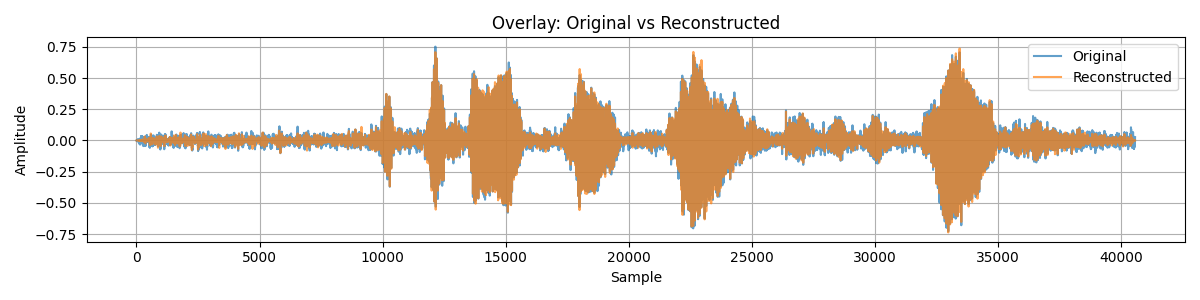 Overlay: Original vs Reconstructed
0.75
0.50
0.25
0.00
−0.25
−0.50
−0.75
Amplitude
Original
Reconstructed
0 5000 10000 15000 20000 25000 30000 35000 40000
Sample